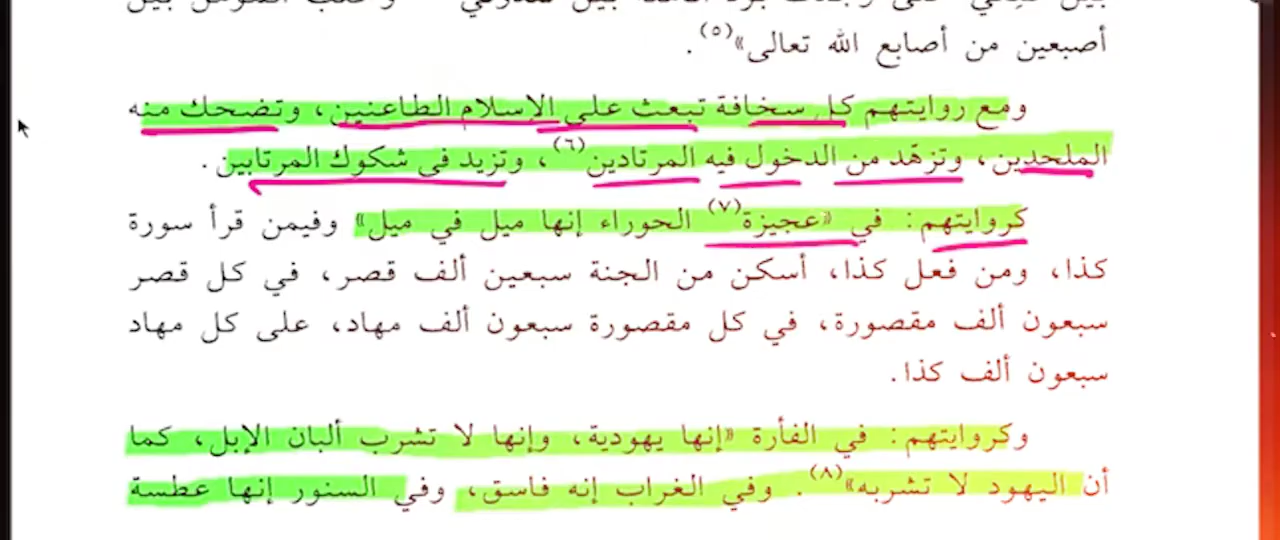 أصبعين من أصابع الله تعالى»(٥) .
ومع روايتهم كل سخافة تبعث على الإسلام الطاعنين، وتضحك منه
الملحدين، وتزهّد من الدخول فيه المرتادين(٦)، وتزيد في شكوك المرتابين .
كروايتهم: في «عجيزة(٧) الحوراء إنها ميل في ميل» وفيمن قرأ سورة
كذا، ومن فعل كذا، أسكن من الجنة سبعين ألف قصر، في كل قصر
سبعون ألف مقصورة، في كل مقصورة سبعون ألف مهاد، على كل مهاد
سبعون ألف كذا.
وكروايتهم: في الفأرة «إنها يهودية، وإنها لا تشرب ألبان الإبل، كما
أن اليهود لا تشربه»(٨). وفي الغراب إنه فاسق، وفي السنور إنها عطسة